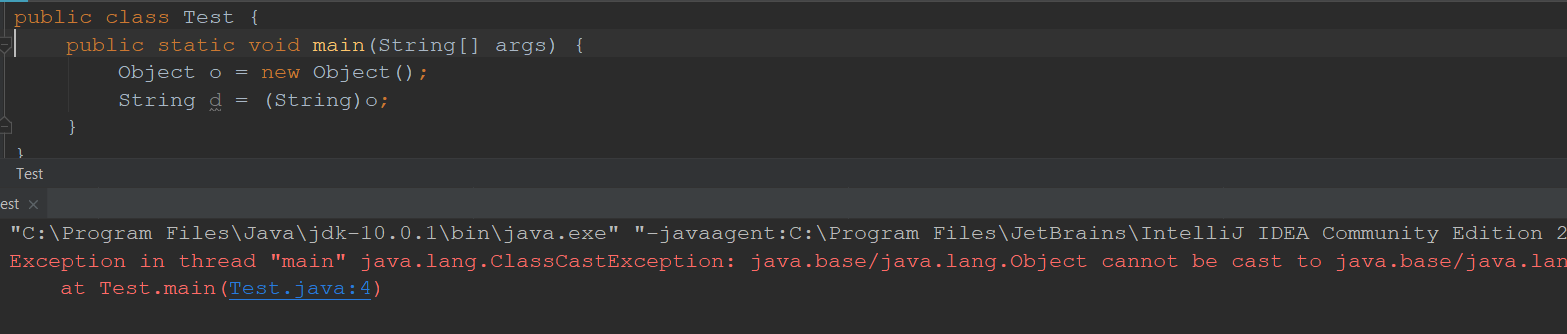 public class Test {
public static void main(String[] args) {
Object o = new Object();
String d = (String)o;
}
}
Test
est ×
"C:\Program Files\Java\jdk-10.0.1\bin\java.exe" "-javaagent:C:\Program Files\JetBrains\IntelliJ IDEA Community Edition 2
Exception in thread "main" java.lang.ClassCastException: java.base/java.lang.Object cannot be cast to java.base/java.lan
at Test.main(Test.java:4)